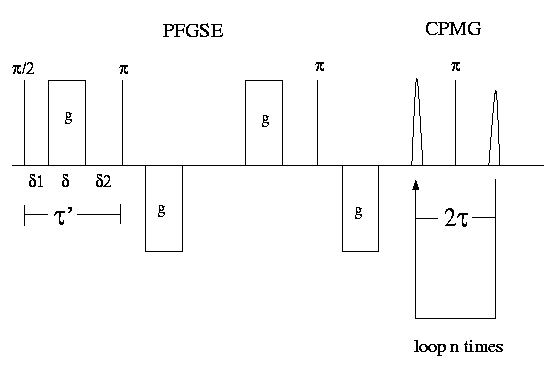 PFGSE CPMG
π/2 π π π
g g
δ1 δ δ2
g g
τ' 2τ
loop n times